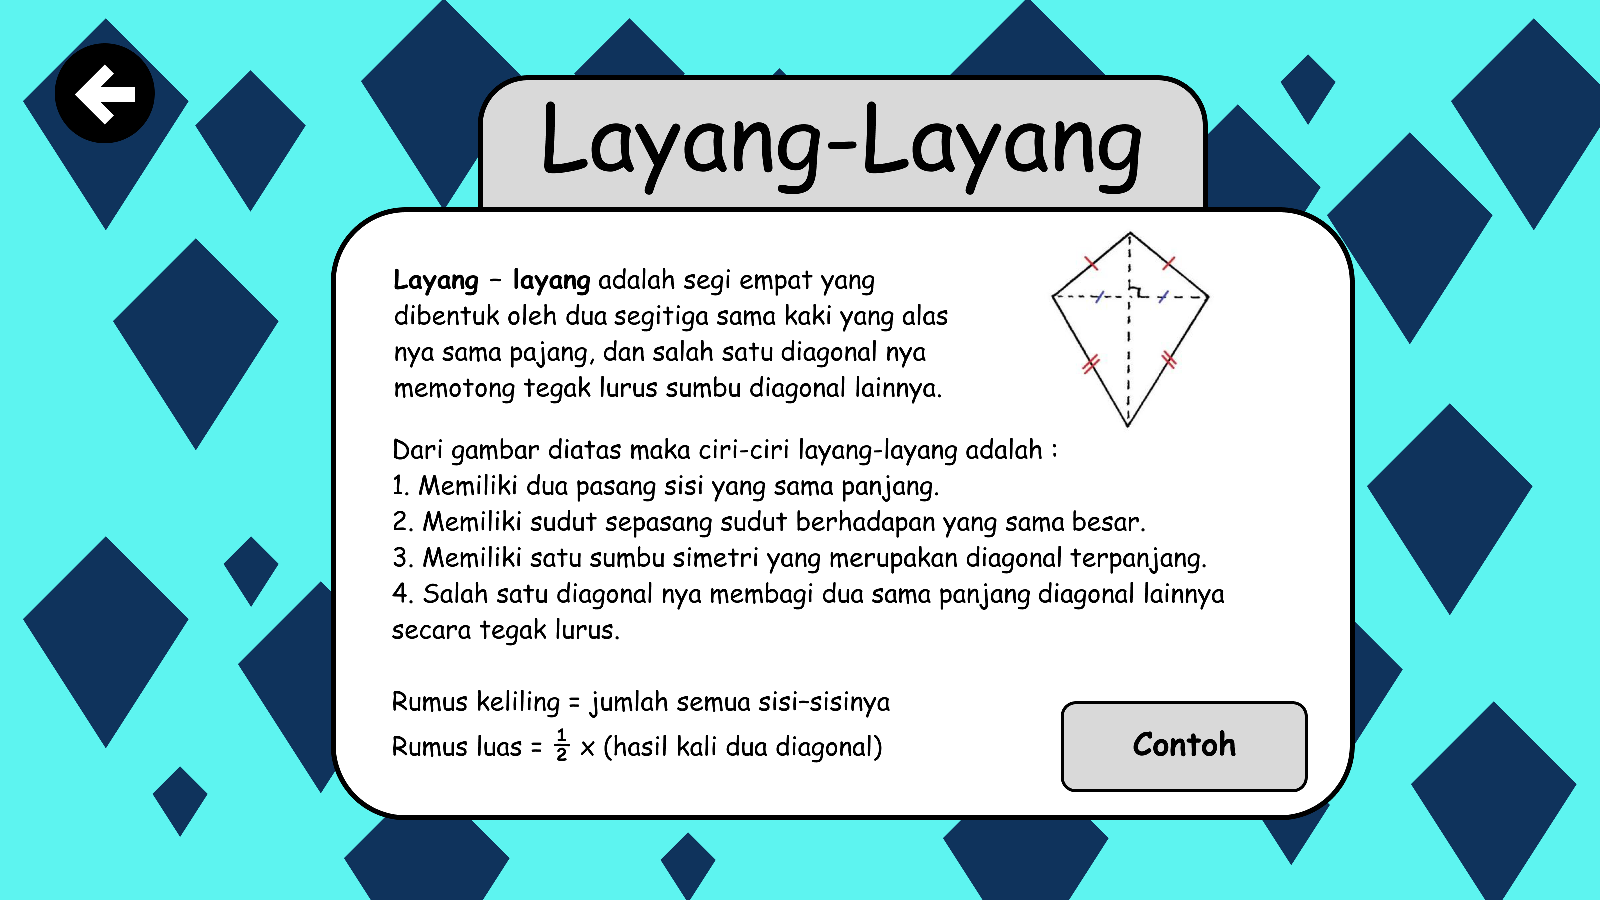 Layang-Layang
Layang - layang adalah segi empat yang
dibentuk oleh dua segitiga sama kaki yang alas
nya sama pajang, dan salah satu diagonal nya
memotong tegak lurus sumbu diagonal lainnya.
Dari gambar diatas maka ciri-ciri layang-layang adalah :
1. Memiliki dua pasang sisi yang sama panjang.
2. Memiliki sudut sepasang sudut berhadapan yang sama besar.
3. Memiliki satu sumbu simetri yang merupakan diagonal terpanjang.
4. Salah satu diagonal nya membagi dua sama panjang diagonal lainnya
secara tegak lurus.
Rumus keliling = jumlah semua sisi-sisinya
Rumus luas = 1/2 x (hasil kali dua diagonal)
Contoh